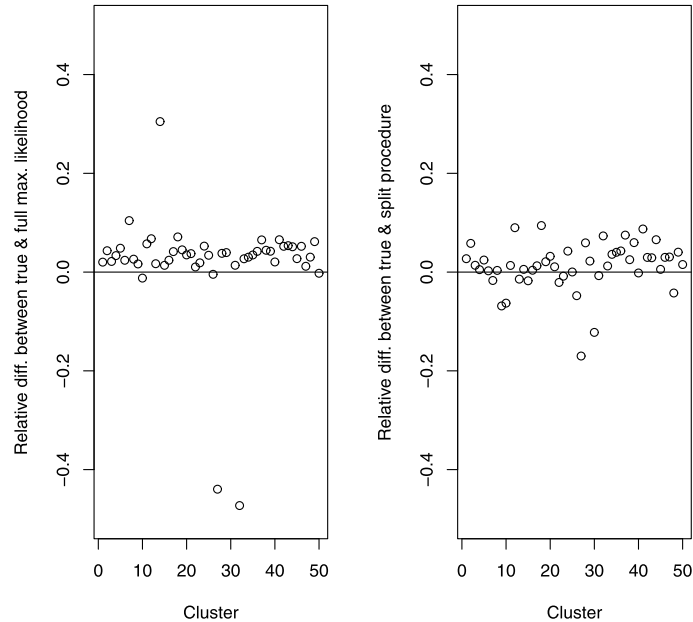 Relative diff. between true & full max. likelihood
0.4
0.2
0.0
−0.2
−0.4
0 10 20 30 40 50
Cluster
Relative diff. between true & split procedure
0.4
0.2
0.0
−0.2
−0.4
0 10 20 30 40 50
Cluster